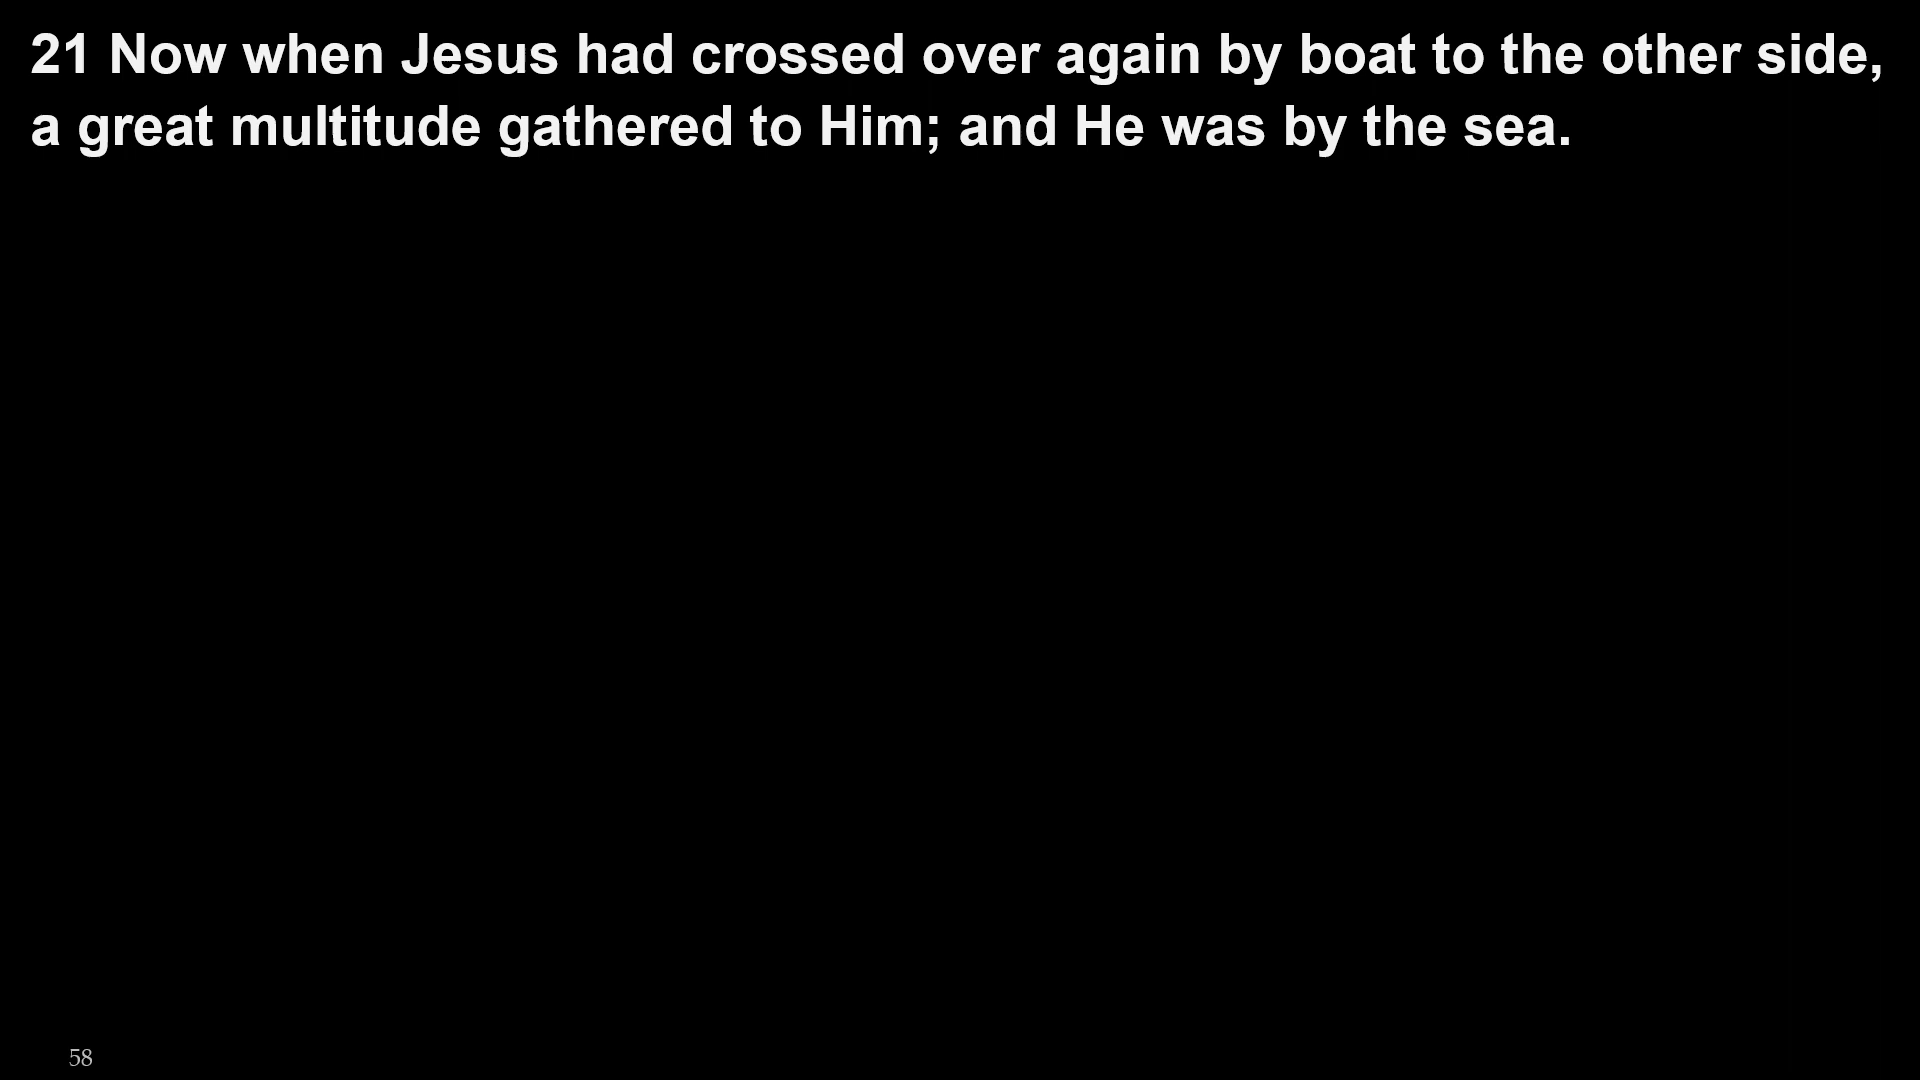 21 Now when Jesus had crossed over again by boat to the other side,
a great multitude gathered to Him; and He was by the sea.
58